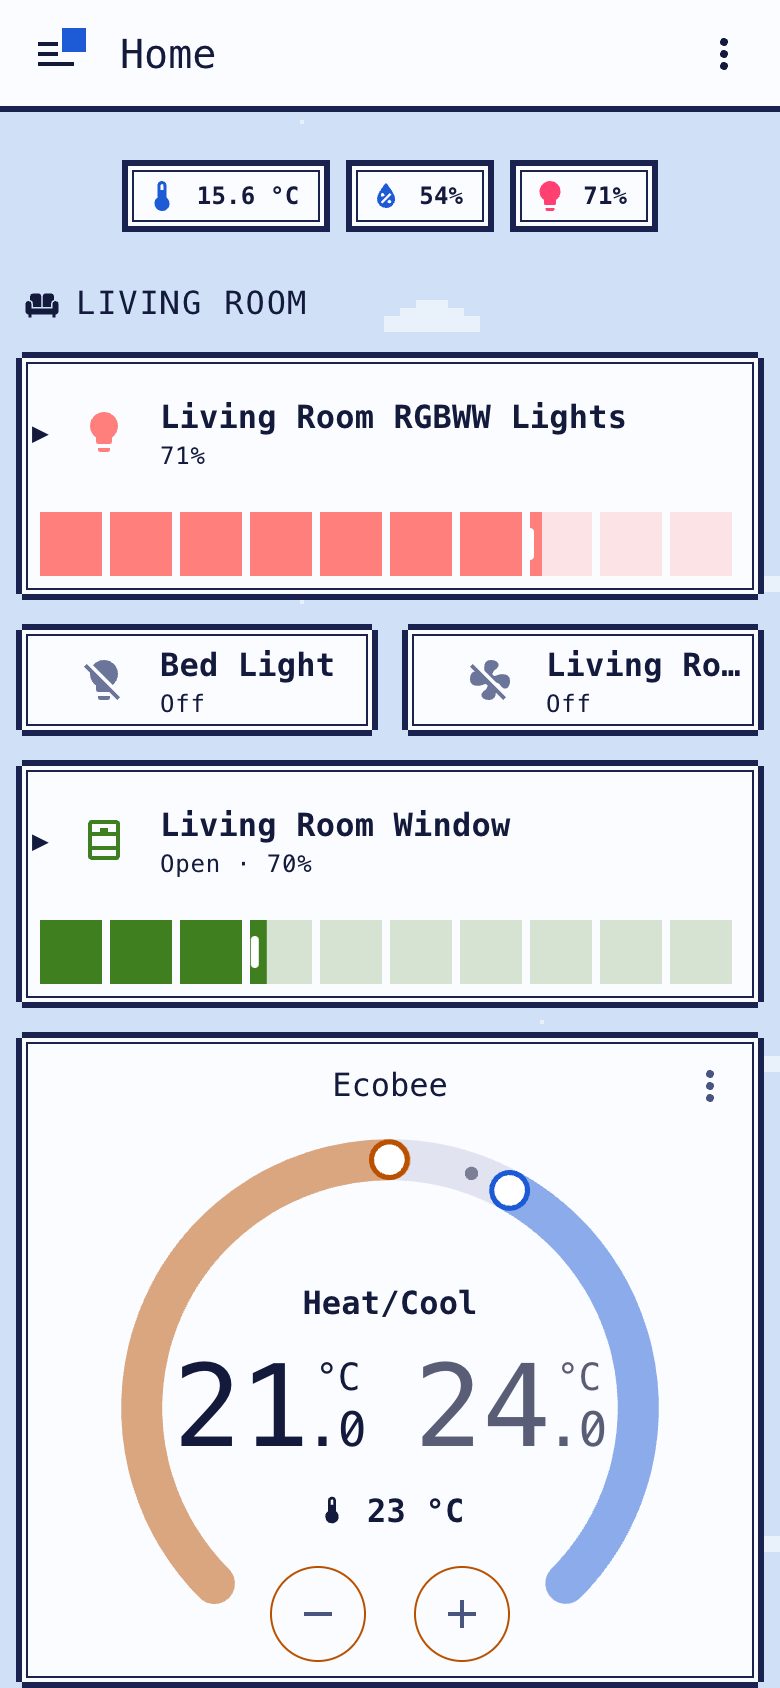 Home
15.6 °C
54%
71%
LIVING ROOM
Living Room RGBWW Lights
71%
Bed Light
Off
Living Ro…
Off
Living Room Window
Open · 70%
Ecobee
Heat/Cool
21.0 °C
24.0 °C
23 °C